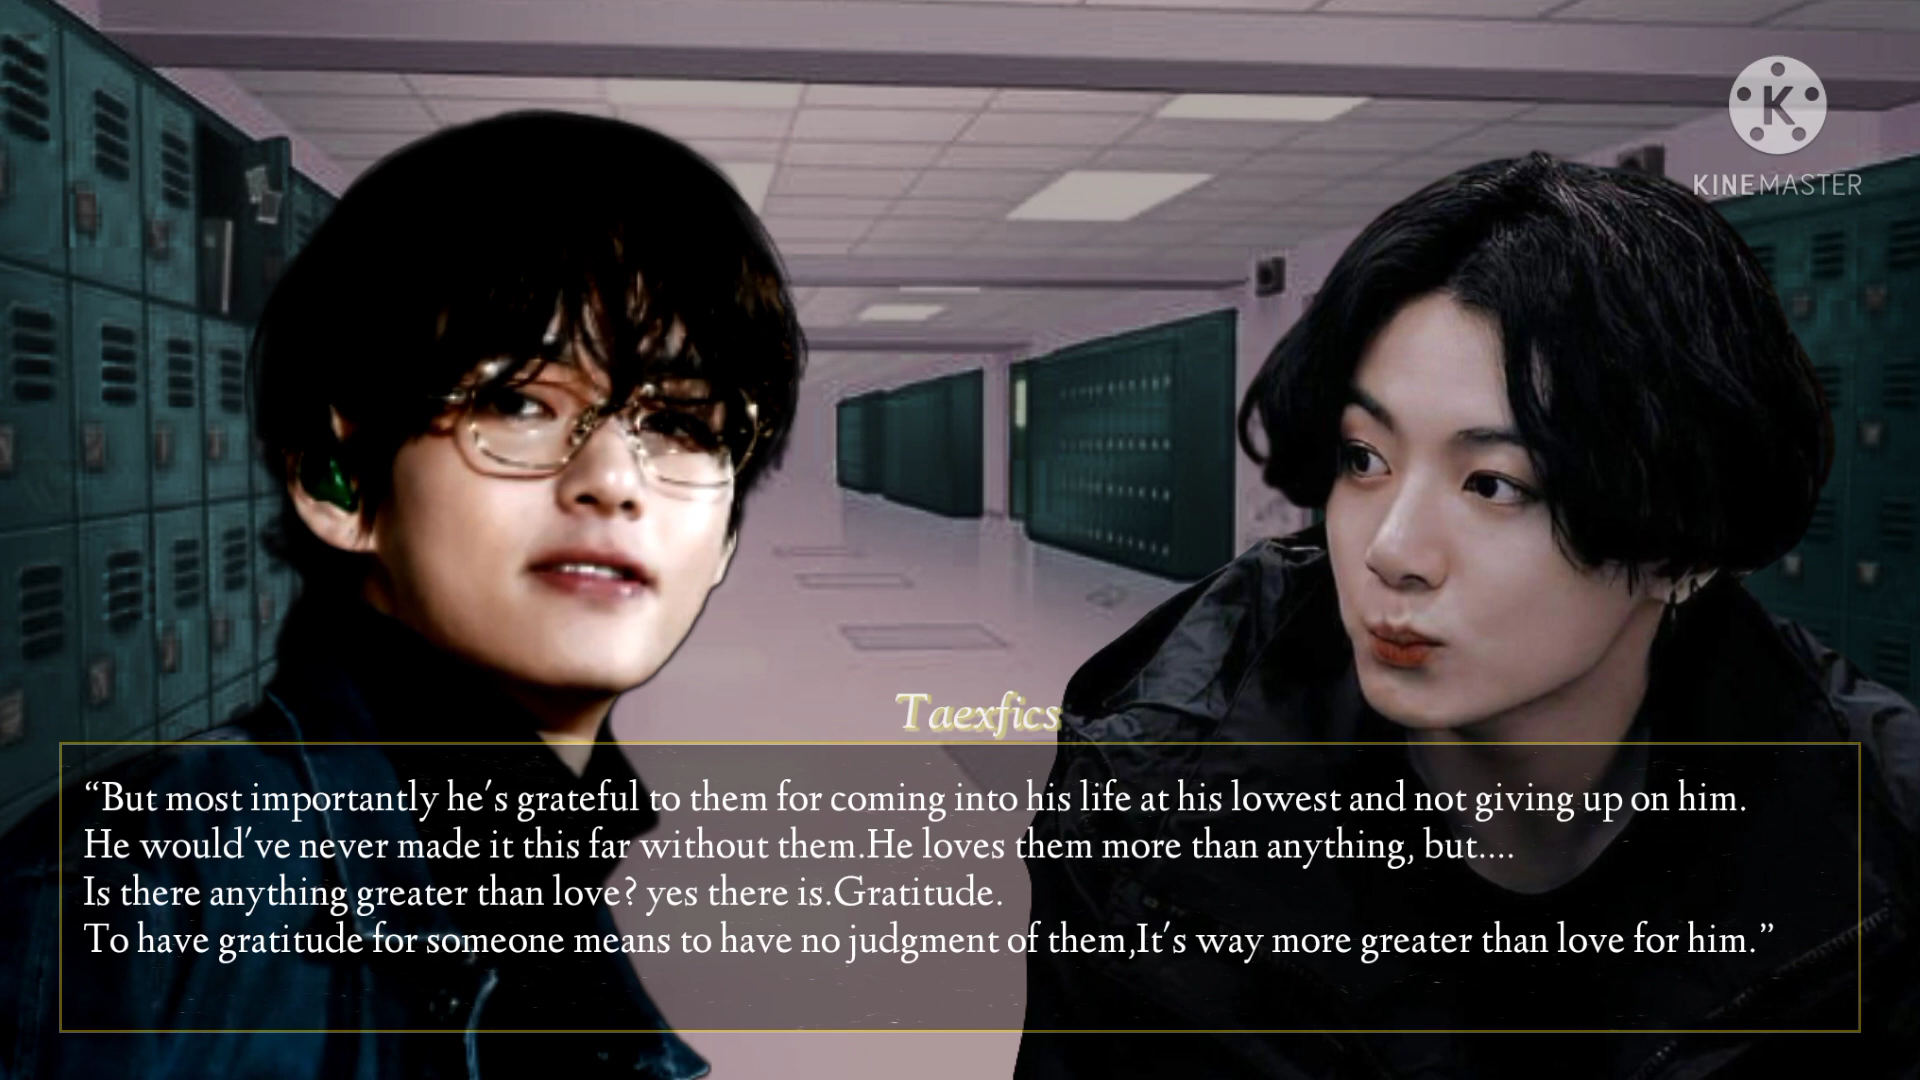 K
KINEMASTER
Taexfics
“But most importantly he's grateful to them for coming into his life at his lowest and not giving up on him.
He would've never made it this far without them.He loves them more than anything, but....
Is there anything greater than love? yes there is.Gratitude.
To have gratitude for someone means to have no judgment of them,It's way more greater than love for him.”